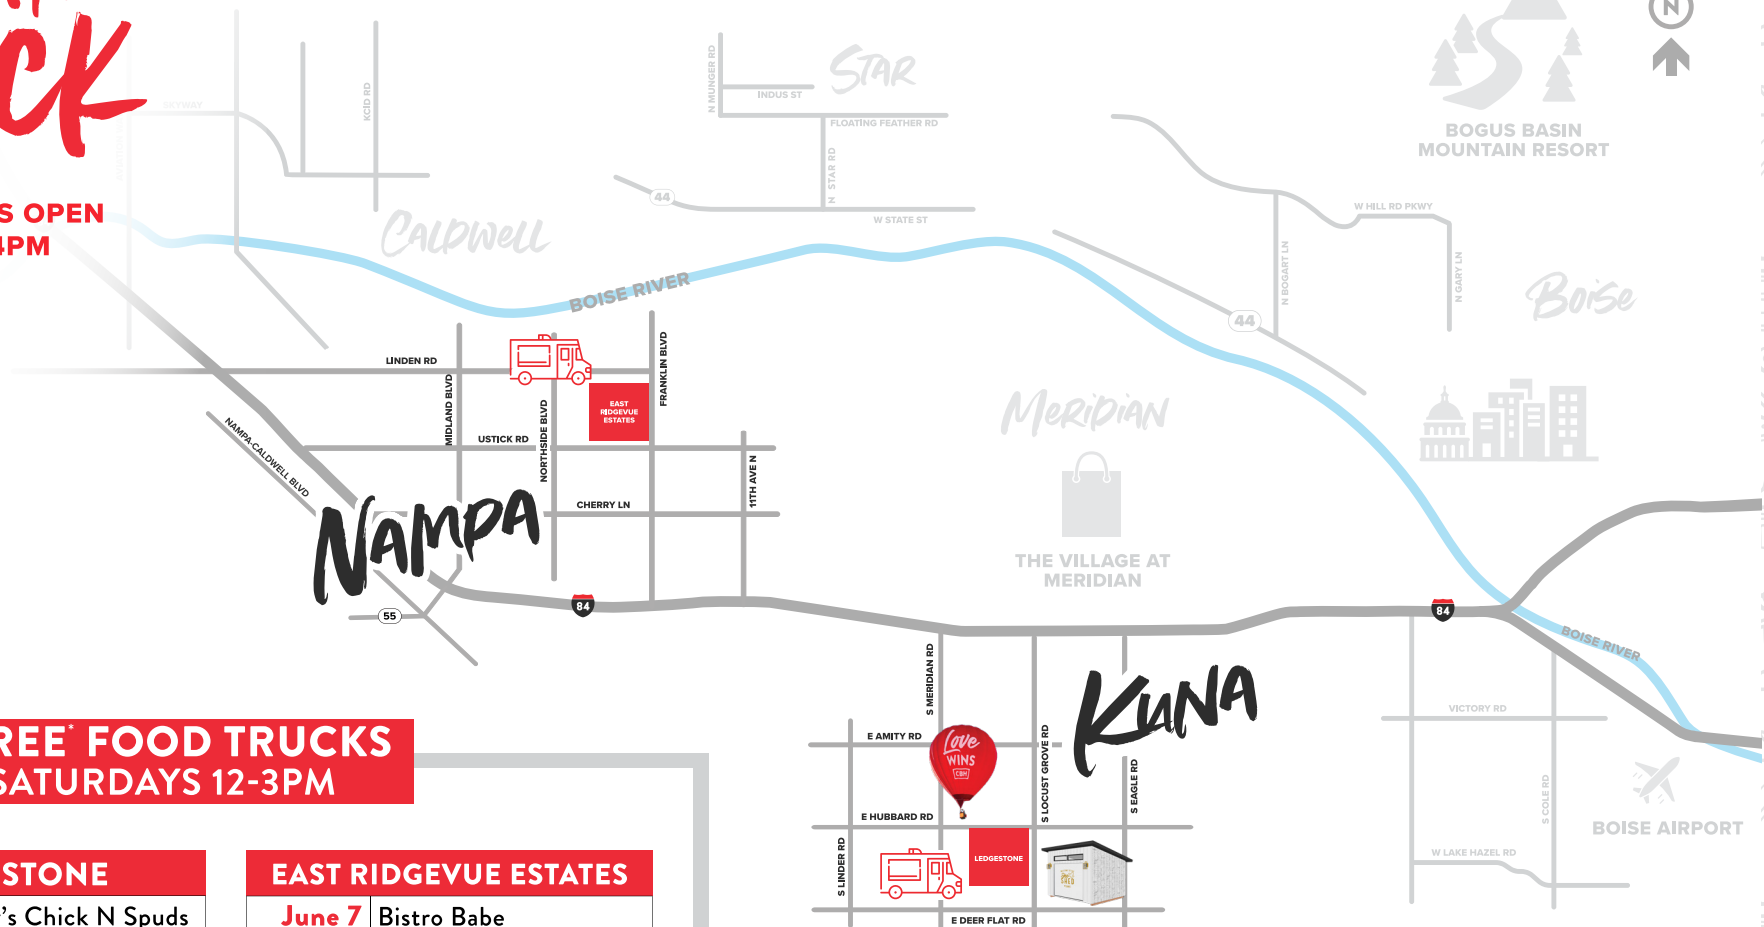 CK
S OPEN
4PM
SKYWAY
KCID RD
N MUNGER RD
INDUS ST
STAR
FLOATING FEATHER RD
N STAR RD
44
W STATE ST
N
BOGUS BASIN
MOUNTAIN RESORT
W HILL RD PKWY
N BOGART LN
N GARY LN
CALDWELL
BOISE RIVER
Boise
44
LINDEN RD
MIDLAND BLVD
NORTHSIDE BLVD
FRANKLIN BLVD
EAST
RIDGEVUE
ESTATES
USTICK RD
NAMPA-CALDWELL BLVD
CHERRY LN
11TH AVE N
NAMPA
MERIDIAN
THE VILLAGE AT
MERIDIAN
84
55
84
BOISE RIVER
S MERIDIAN RD
KUNA
E AMITY RD
Love
WINS
CBH
S LOCUST GROVE RD
S EAGLE RD
E HUBBARD RD
S LINDER RD
LEDGESTONE
E DEER FLAT RD
VICTORY RD
S COLE RD
W LAKE HAZEL RD
BOISE AIRPORT
REE* FOOD TRUCKS
SATURDAYS 12-3PM
STONE
's Chick N Spuds
EAST RIDGEVUE ESTATES
June 7 Bistro Babe